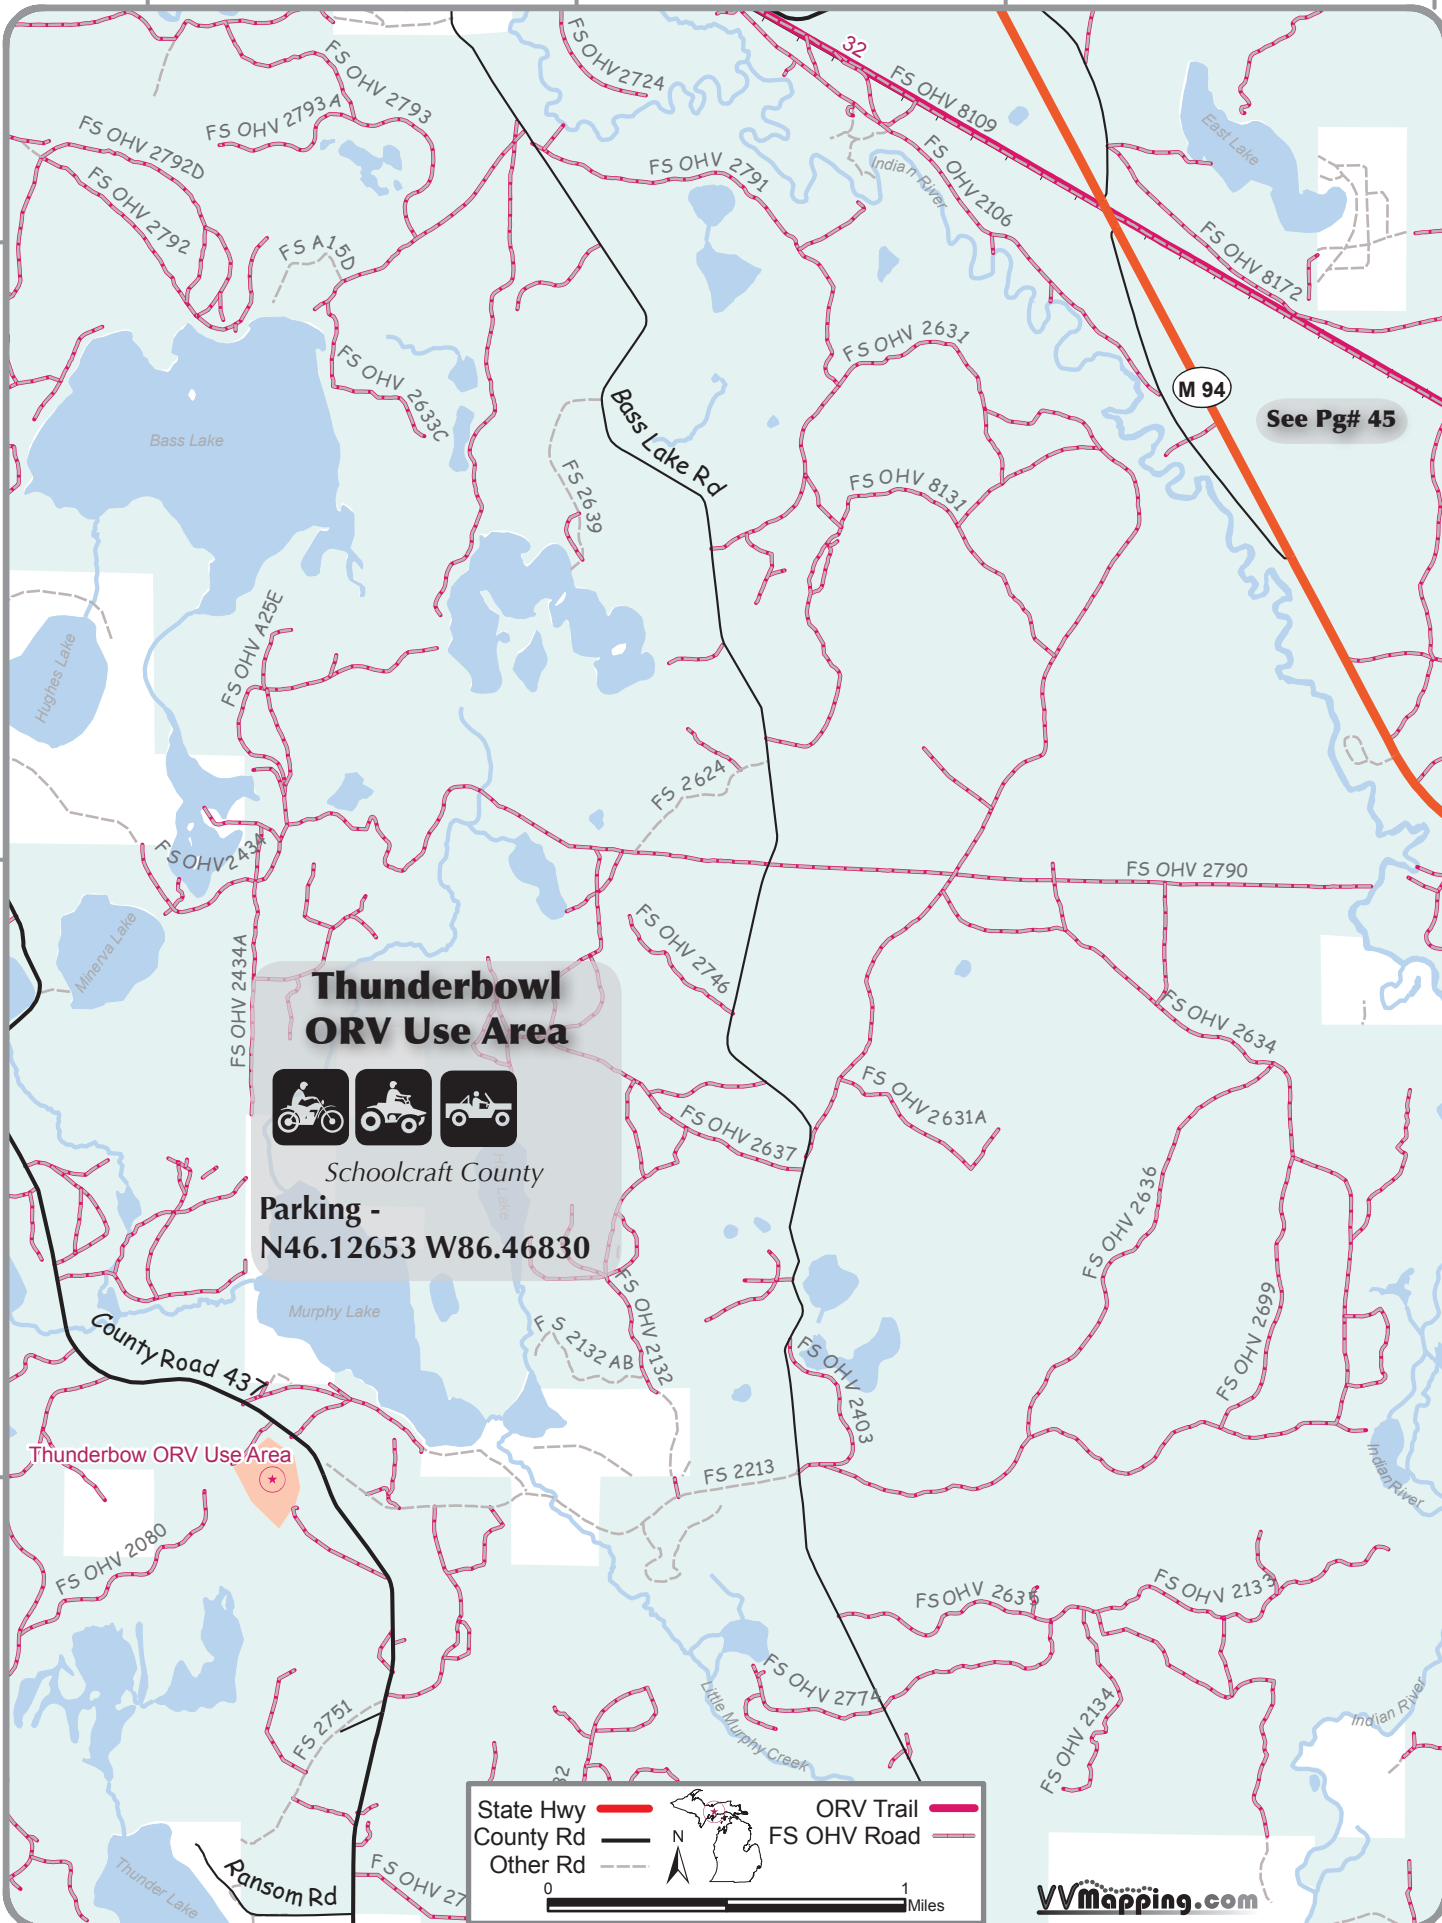 32
FS OHV 2724
FS OHV 2793
FS OHV 8109
FS OHV 2793 A
East Lake
FS OHV 2792D
FS OHV 2791
Indian River
FS OHV 2106
FS OHV 2792
FS A15D
FS OHV 8172
FS OHV 2631
FS OHV 2633C
M 94
See Pg# 45
Bass Lake
Bass Lake Rd
FS 2639
FS OHV 8131
FS OHV A25E
Hughes Lake
FS 2624
FS OHV 2434
FS OHV 2790
Minerva Lake
FS OHV 2746
FS OHV 2434A
Thunderbowl
ORV Use Area
FS OHV 2634
FS OHV 2631A
FS OHV 2637
Schoolcraft County
Parking -
N46.12653 W86.46830
FS OHV 2636
Murphy Lake
FS OHV 2132
FS 2132 AB
FS OHV 2699
County Road 437
FS OHV 2403
Thunderbow ORV Use Area
FS 2213
Indian River
FS OHV 2080
FS OHV 2635
FS OHV 2133
FS OHV 2774
Little Murphy Creek
FS OHV 2134
Indian River
FS 2751
32
State Hwy
County Rd
Other Rd
N
ORV Trail
FS OHV Road
0
1
Miles
Thunder Lake
Ransom Rd
FS OHV 27
VVMapping.com